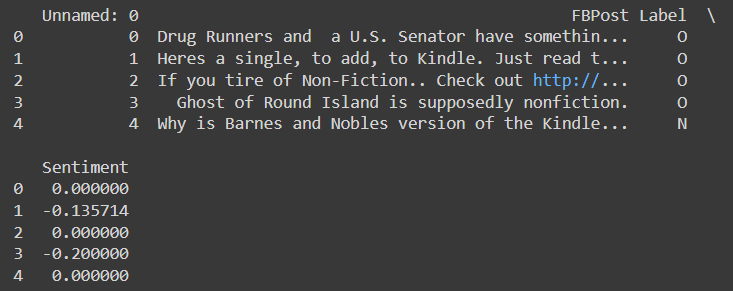 Unnamed: 0 FBPost Label \
0 0 Drug Runners and a U.S. Senator have somethin... O
1 1 Heres a single, to add, to Kindle. Just read t... O
2 2 If you tire of Non-Fiction.. Check out http://... O
3 3 Ghost of Round Island is supposedly nonfiction. O
4 4 Why is Barnes and Nobles version of the Kindle... N
Sentiment
0 0.000000
1 -0.135714
2 0.000000
3 -0.200000
4 0.000000